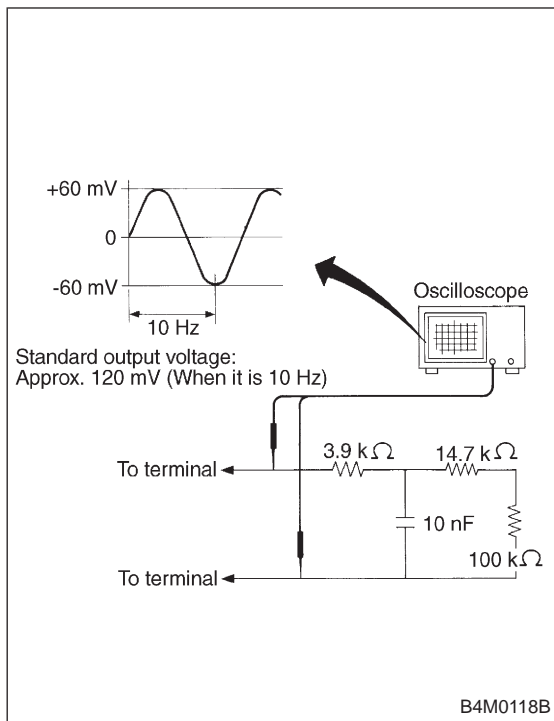 +60 mV
0
-60 mV
10 Hz
Oscilloscope
Standard output voltage:
Approx. 120 mV (When it is 10 Hz)
3.9 kΩ
14.7 kΩ
To terminal
10 nF
100 kΩ
To terminal
B4M0118B